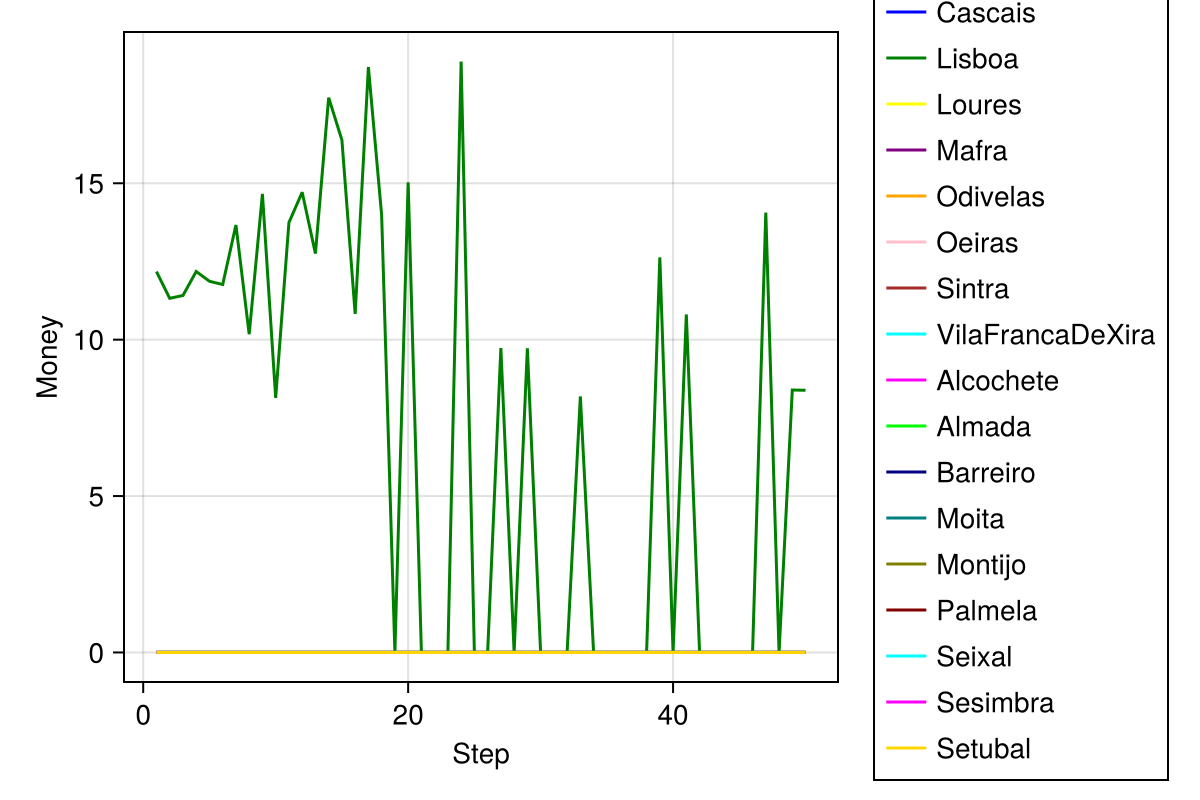 Money
15
10
5
0
0
20
40
Step
Cascais
Lisboa
Loures
Mafra
Odivelas
Oeiras
Sintra
VilaFrancaDeXira
Alcochete
Almada
Barreiro
Moita
Montijo
Palmela
Seixal
Sesimbra
Setubal